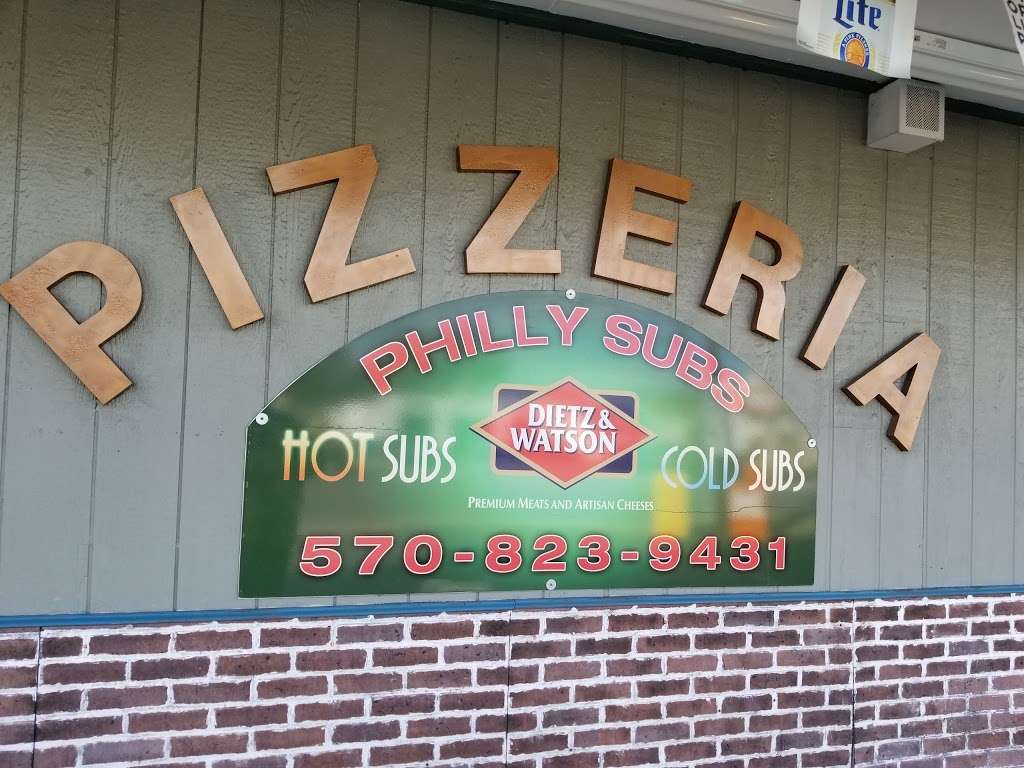 Lite
PIZZERIA
PHILLY SUBS
DIETZ &
WATSON
HOT SUBS
COLD SUBS
PREMIUM MEATS AND ARTISAN CHEESES
570-823-9431